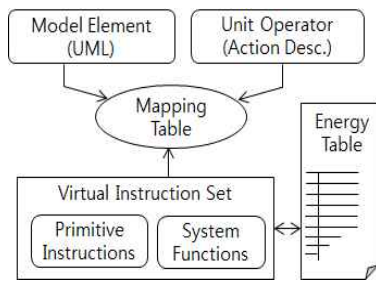 Model Element
(UML)
Unit Operator
(Action Desc.)
Mapping
Table
Energy
Table
Virtual Instruction Set
Primitive
Instructions
System
Functions